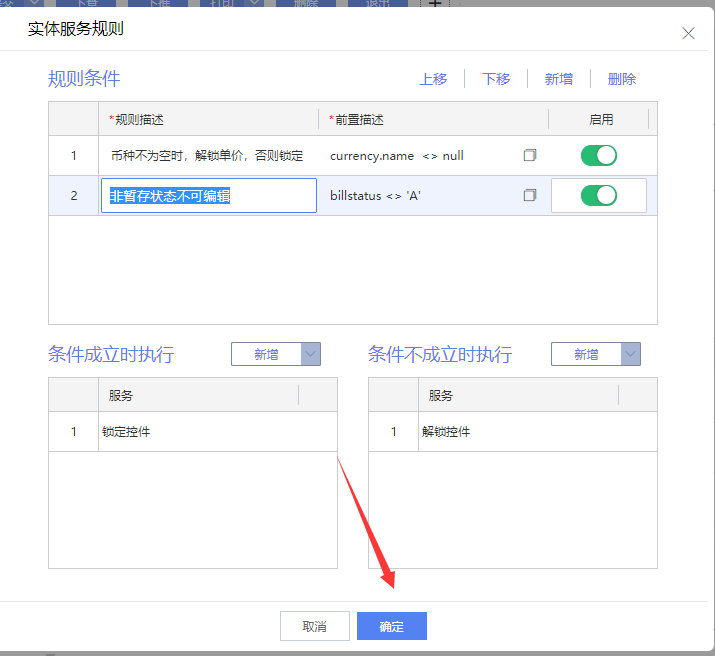 实体服务规则
规则条件
上移 下移 新增 删除
*规则描述 *前置描述 启用
1 币种不为空时，解锁单价，否则锁定 currency.name <> null
2 非暂存状态不可编辑 billstatus <> 'A'
条件成立时执行 新增 条件不成立时执行 新增
服务 服务
1 锁定控件 1 解锁控件
取消 确定